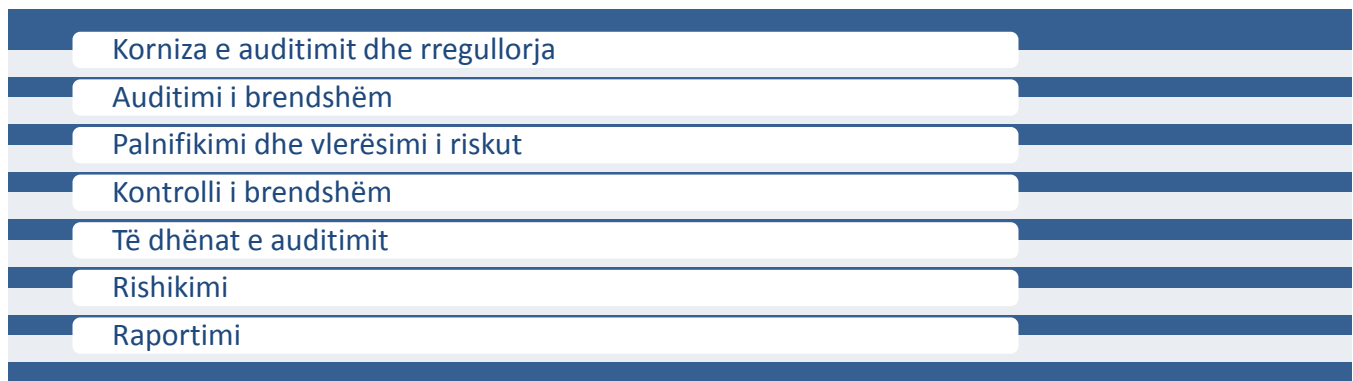 Korniza e auditimit dhe rregullorja
Auditimi i brendshëm
Palnifikimi dhe vlerësimi i riskut
Kontrolli i brendshëm
Të dhënat e auditimit
Rishikimi
Raportimi